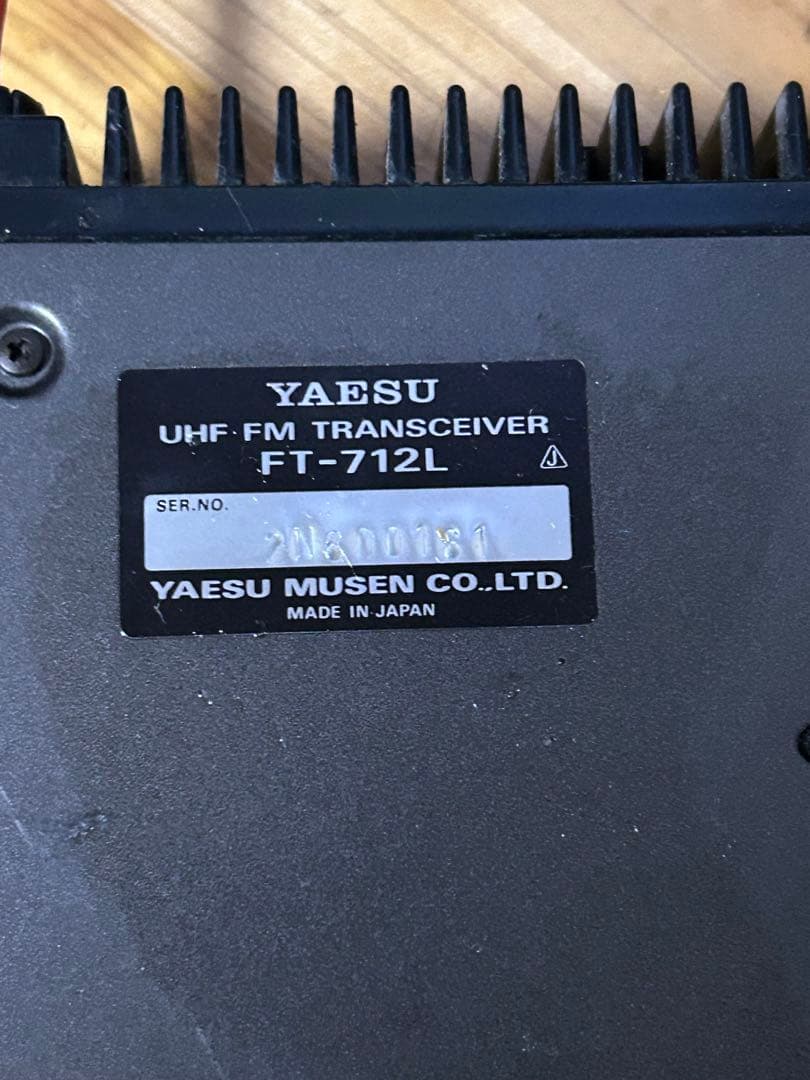 YAESU
UHF FM TRANSCEIVER
FT-712L
J
SER.NO.
YAESU MUSEN CO.,LTD.
MADE IN JAPAN